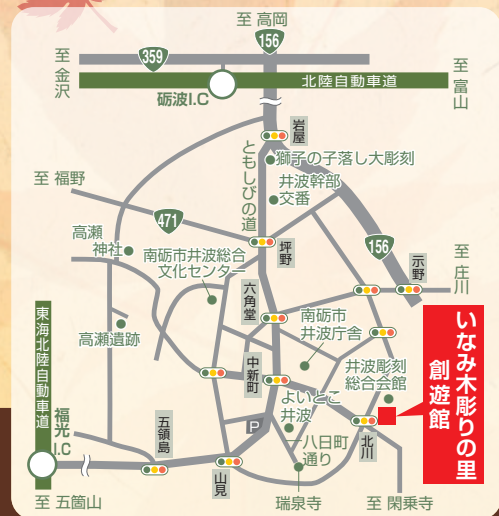 至 高岡
156
359
至 金沢
北陸自動車道
至 富山
砺波I.C
岩屋
獅子の子落し大彫刻
ともしびの道
井波幹部
交番
至 福野
471
156
高瀬
神社
南砺市井波総合
文化センター
坪野
至 庄川
示野
六角堂
南砺市
井波庁舎
高瀬遺跡
東海北陸自動車道
中新町
井波彫刻
総合会館
いなみ木彫りの里
創遊館
よいとこ
井波
福光
I.C
五領島
P
八日町
通り
北川
山見
至 五箇山
瑞泉寺
至 閑乗寺